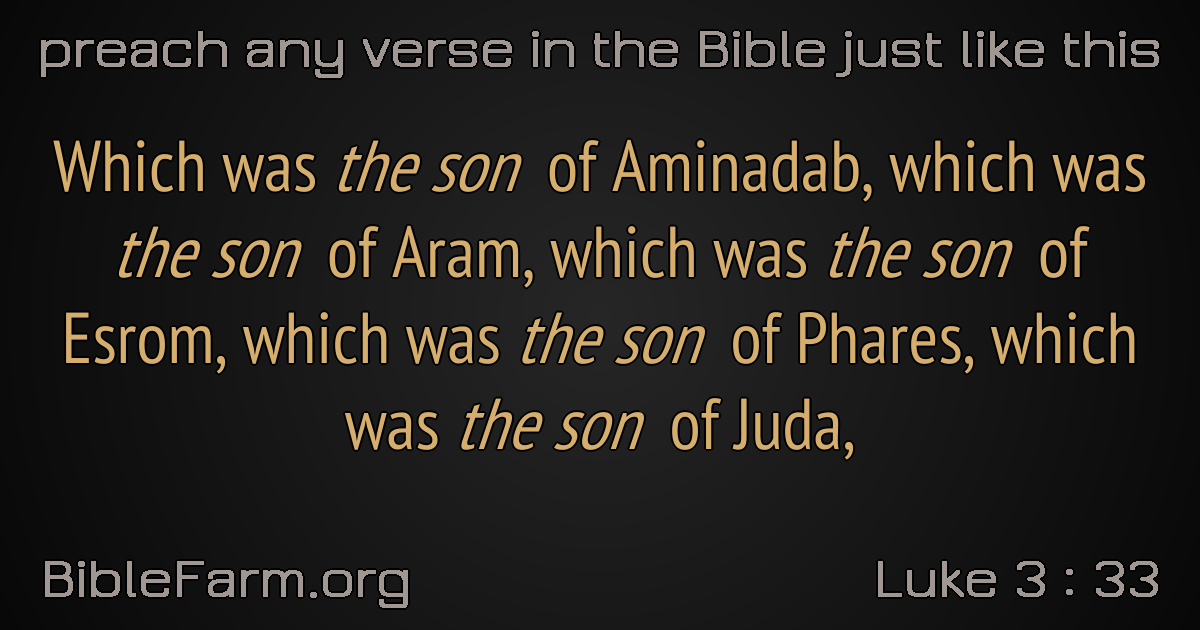 preach any verse in the Bible just like this
Which was the son of Aminadab, which was
the son of Aram, which was the son of
Esrom, which was the son of Phares, which
was the son of Juda,
BibleFarm.org
Luke 3 : 33